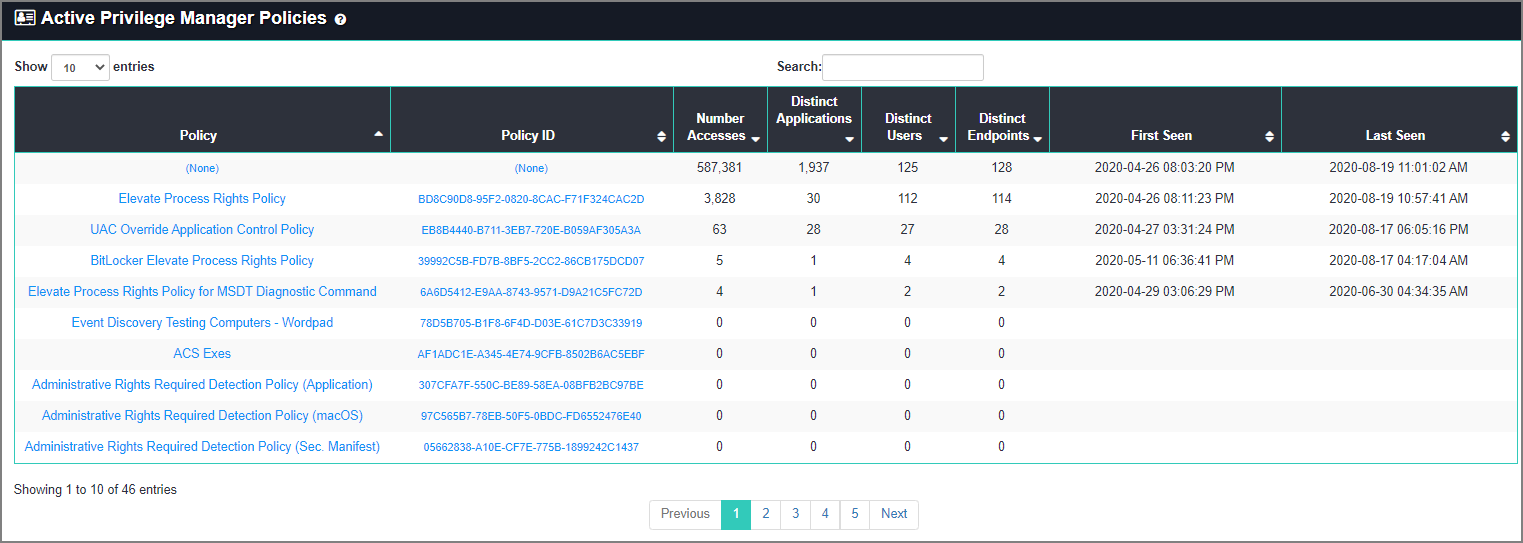 Active Privilege Manager Policies ?
Show 10 entries Search:
Policy Policy ID Number Accesses Distinct Applications Distinct Users Distinct Endpoints First Seen Last Seen
(None) (None) 587,381 1,937 125 128 2020-04-26 08:03:20 PM 2020-08-19 11:01:02 AM
Elevate Process Rights Policy BD8C90D8-95F2-0820-8CAC-F71F324CAC2D 3,828 30 112 114 2020-04-26 08:11:23 PM 2020-08-19 10:57:41 AM
UAC Override Application Control Policy EB8B4440-B711-3EB7-720E-B059AF305A3A 63 28 27 28 2020-04-27 03:31:24 PM 2020-08-17 06:05:16 PM
BitLocker Elevate Process Rights Policy 39992C5B-FD7B-8BF5-2CC2-86CB175DCD07 5 1 4 4 2020-05-11 06:36:41 PM 2020-08-17 04:17:04 AM
Elevate Process Rights Policy for MSDT Diagnostic Command 6A6D5412-E9AA-8743-9571-D9A21C5FC72D 4 1 2 2 2020-04-29 03:06:29 PM 2020-06-30 04:34:35 AM
Event Discovery Testing Computers - Wordpad 78D5B705-B1F8-6F4D-D03E-61C7D3C33919 0 0 0 0
ACS Exes AF1ADC1E-A345-4E74-9CFB-8502B6AC5EBF 0 0 0 0
Administrative Rights Required Detection Policy (Application) 307CFA7F-550C-BE89-58EA-08BFB2BC97BE 0 0 0 0
Administrative Rights Required Detection Policy (macOS) 97C565B7-78EB-50F5-0BDC-FD6552476E40 0 0 0 0
Administrative Rights Required Detection Policy (Sec. Manifest) 05662838-A10E-CF7E-775B-1899242C1437 0 0 0 0
Showing 1 to 10 of 46 entries
Previous 1 2 3 4 5 Next